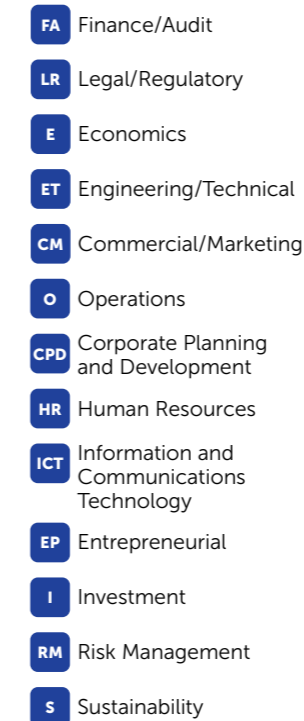 FA Finance/Audit
LR Legal/Regulatory
E Economics
ET Engineering/Technical
CM Commercial/Marketing
O Operations
CPD Corporate Planning
and Development
HR Human Resources
ICT Information and
Communications
Technology
EP Entrepreneurial
I Investment
RM Risk Management
S Sustainability